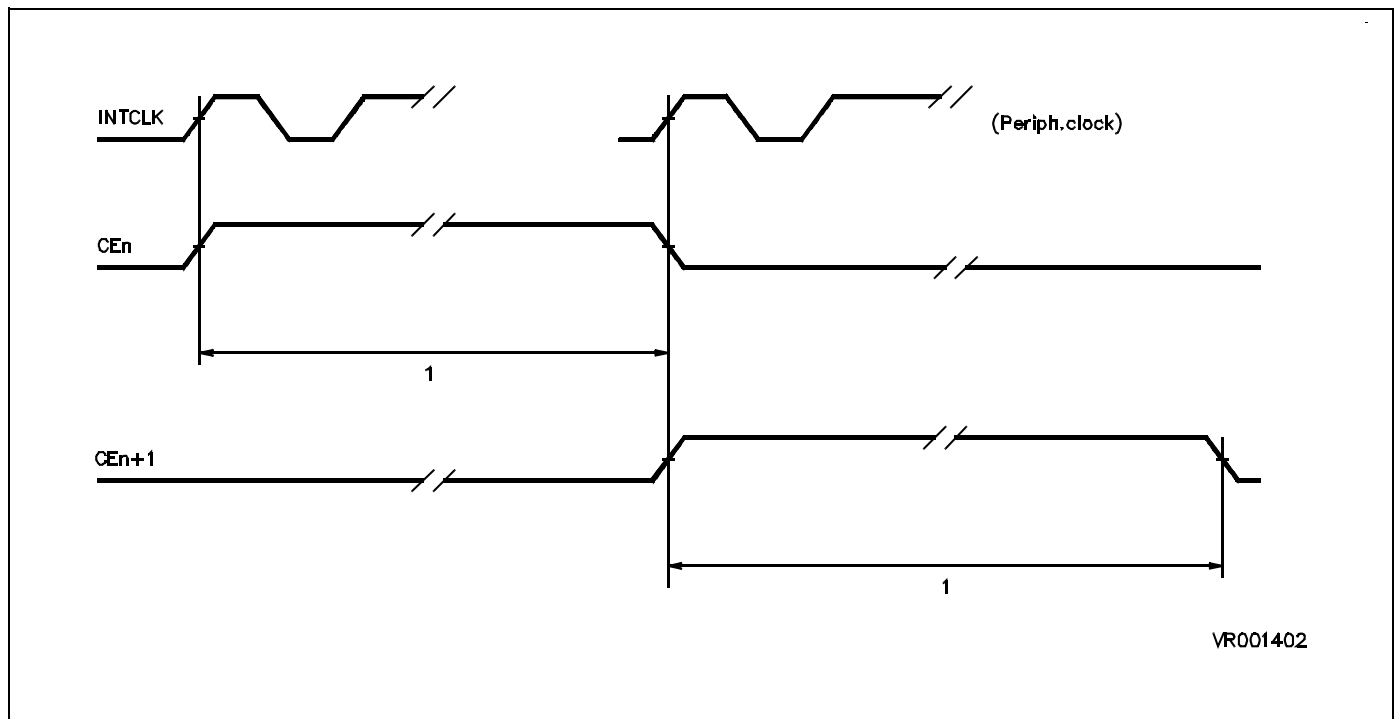 INTCLK
(Periph.clock)
CEn
1
CEn+1
1
VR001402